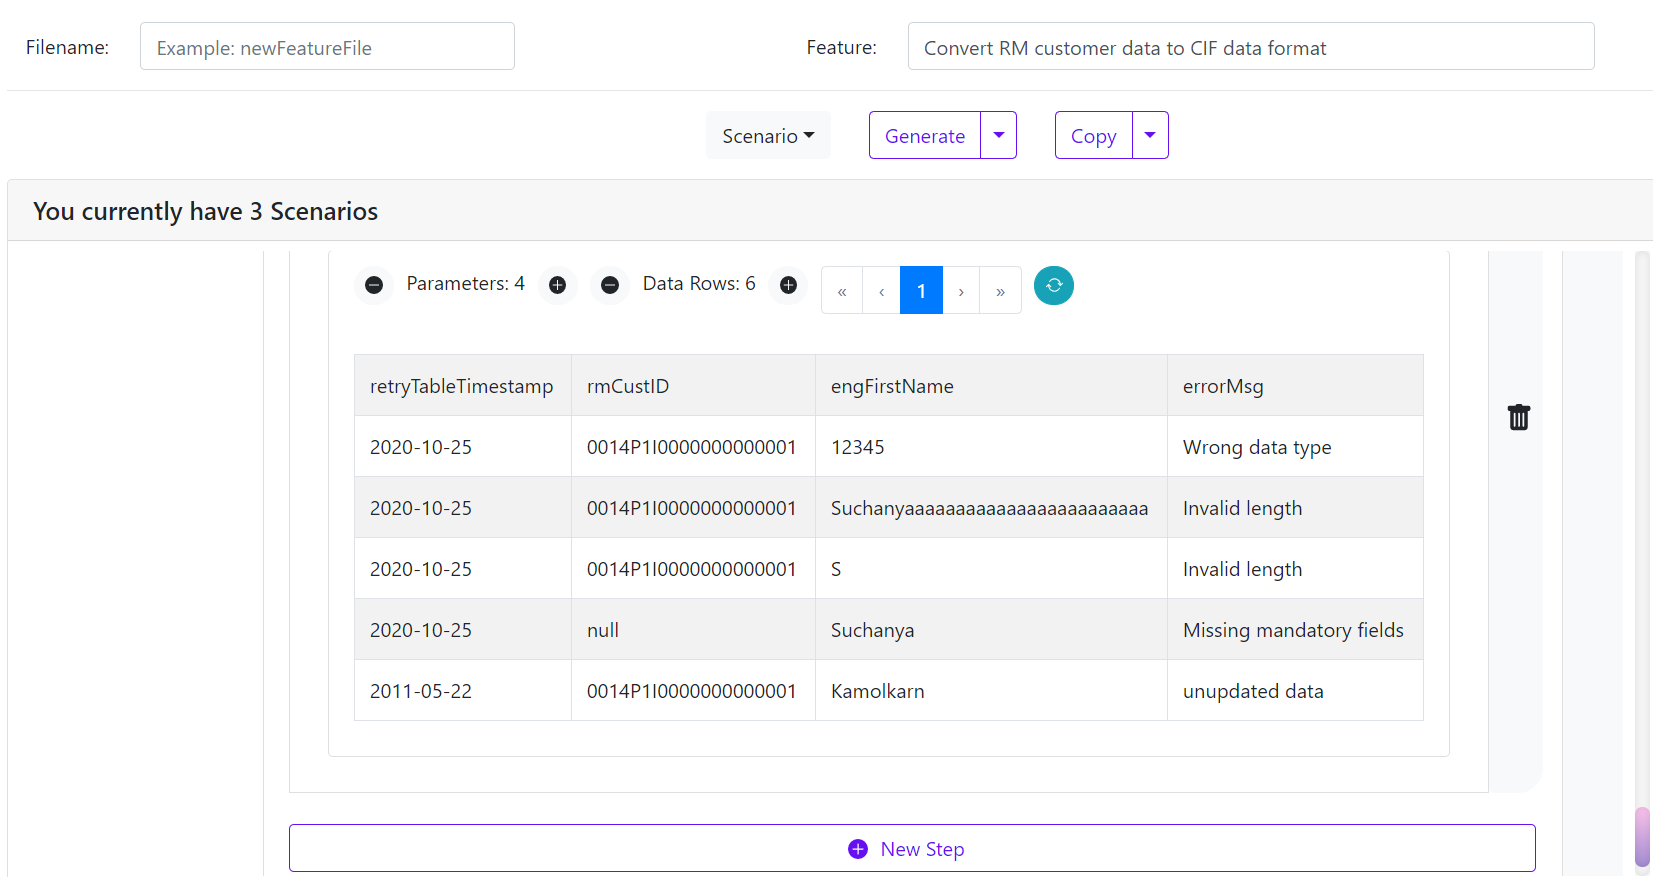 Filename: Example: newFeatureFile Feature: Convert RM customer data to CIF data format
Scenario Generate Copy
You currently have 3 Scenarios
Parameters: 4 Data Rows: 6 « ‹ 1 › »
retryTableTimestamp rmCustID engFirstName errorMsg
2020-10-25 0014P1I0000000000001 12345 Wrong data type
2020-10-25 0014P1I0000000000001 Suchanyaaaaaaaaaaaaaaaaaaaaaaaaa Invalid length
2020-10-25 0014P1I0000000000001 S Invalid length
2020-10-25 null Suchanya Missing mandatory fields
2011-05-22 0014P1I0000000000001 Kamolkarn unupdated data
New Step